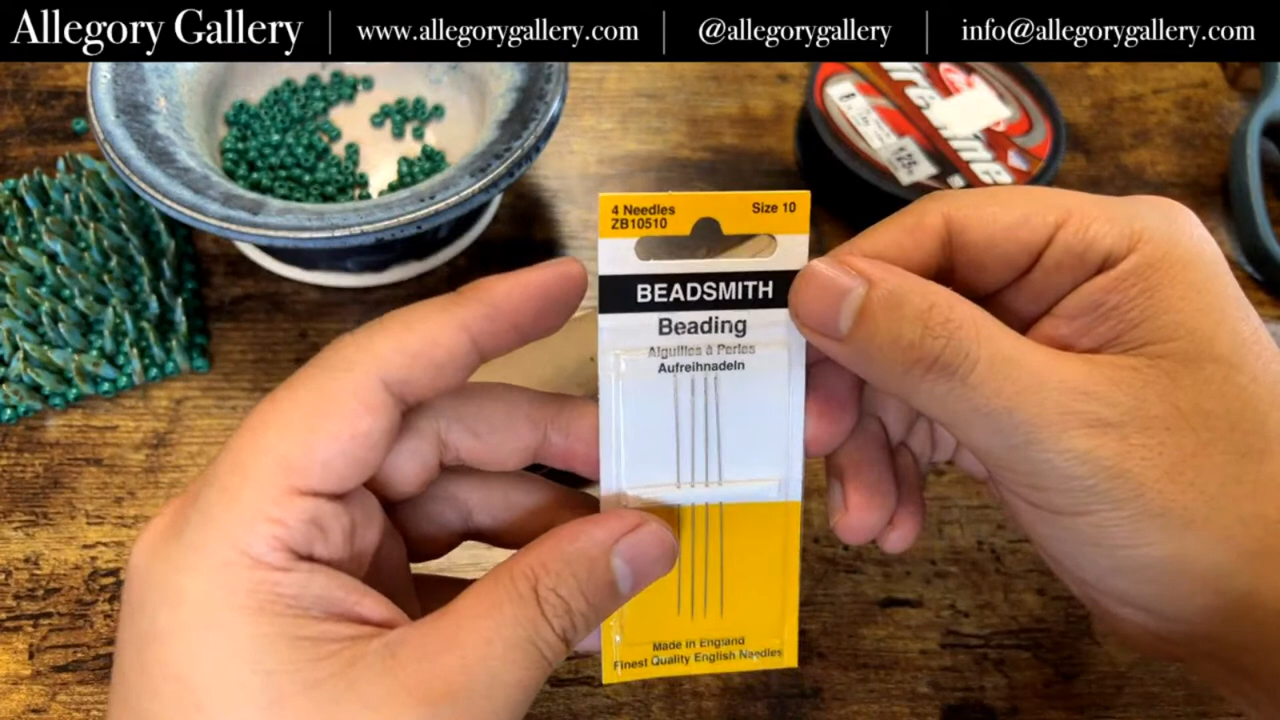 Allegory Gallery
www.allegorygallery.com
@allegorygallery
info@allegorygallery.com
4 Needles
ZB10510
Size 10
BEADSMITH
Beading
Aiguilles à Perles
Aufreihnadeln
Made in England
Finest Quality English Needles